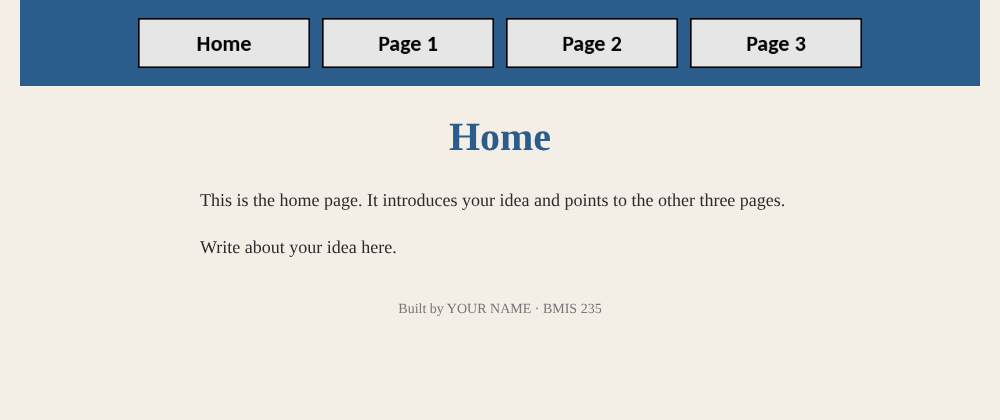 Home
Page 1
Page 2
Page 3
Home
This is the home page. It introduces your idea and points to the other three pages.
Write about your idea here.
Built by YOUR NAME · BMIS 235